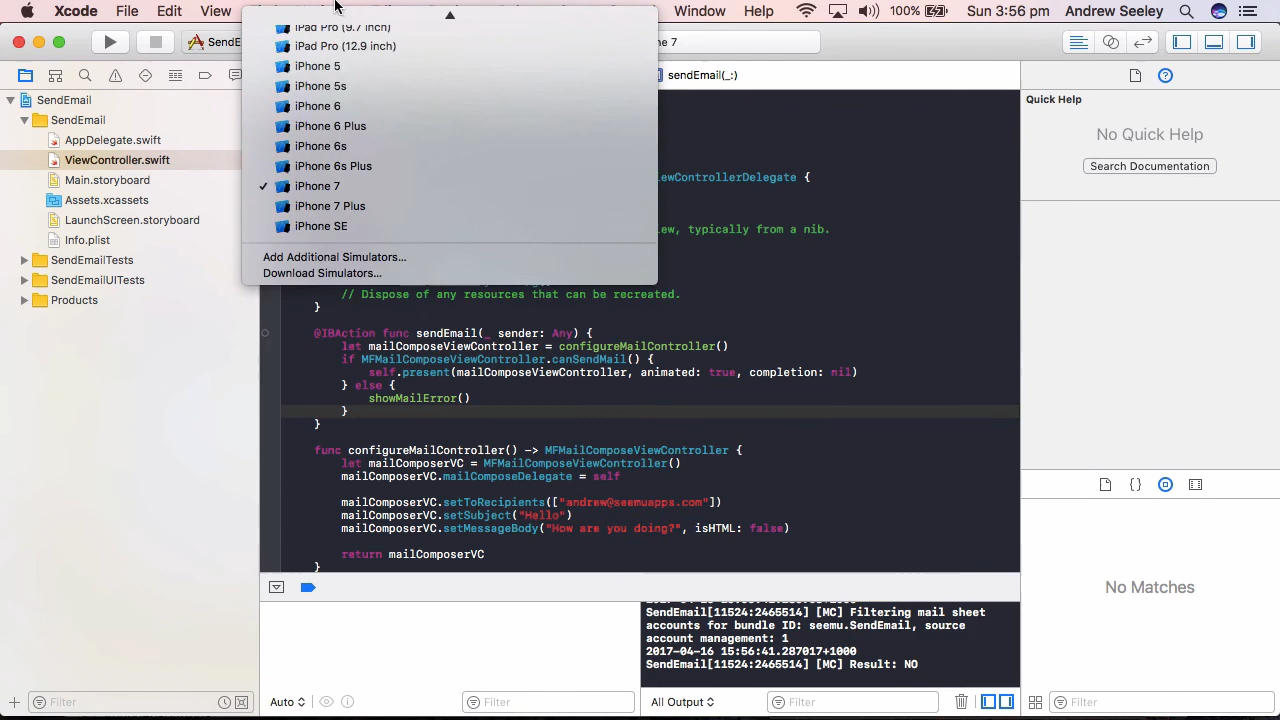 Xcode File Edit View Window Help 100% Sun 3:56 pm Andrew Seeley
SendE
e 7
iPad Pro (9.7 inch)
iPad Pro (12.9 inch)
iPhone 5
iPhone 5s
iPhone 6
iPhone 6 Plus
iPhone 6s
iPhone 6s Plus
iPhone 7
iPhone 7 Plus
iPhone SE
Add Additional Simulators...
Download Simulators...
SendEmail
SendEmail
AppDelegate.swift
ViewController.swift
Main.storyboard
Assets.xcassets
LaunchScreen.storyboard
Info.plist
SendEmailTests
SendEmailUITests
Products
sendEmail(_:)
ewControllerDelegate {
ew, typically from a nib.
// Dispose of any resources that can be recreated.
}
@IBAction func sendEmail(_ sender: Any) {
let mailComposeViewController = configureMailController()
if MFMailComposeViewController.canSendMail() {
self.present(mailComposeViewController, animated: true, completion: nil)
} else {
showMailError()
}
}
func configureMailController() -> MFMailComposeViewController {
let mailComposerVC = MFMailComposeViewController()
mailComposerVC.mailComposeDelegate = self
mailComposerVC.setToRecipients(["andrew@seemuapps.com"])
mailComposerVC.setSubject("Hello")
mailComposerVC.setMessageBody("How are you doing?", isHTML: false)
return mailComposerVC
}
Quick Help
No Quick Help
Search Documentation
No Matches
SendEmail[11524:2465514] [MC] Filtering mail sheet
accounts for bundle ID: seemu.SendEmail, source
account management: 1
2017-04-16 15:56:41.287017+1000
SendEmail[11524:2465514] [MC] Result: NO
Filter
Auto
Filter
All Output
Filter
Filter